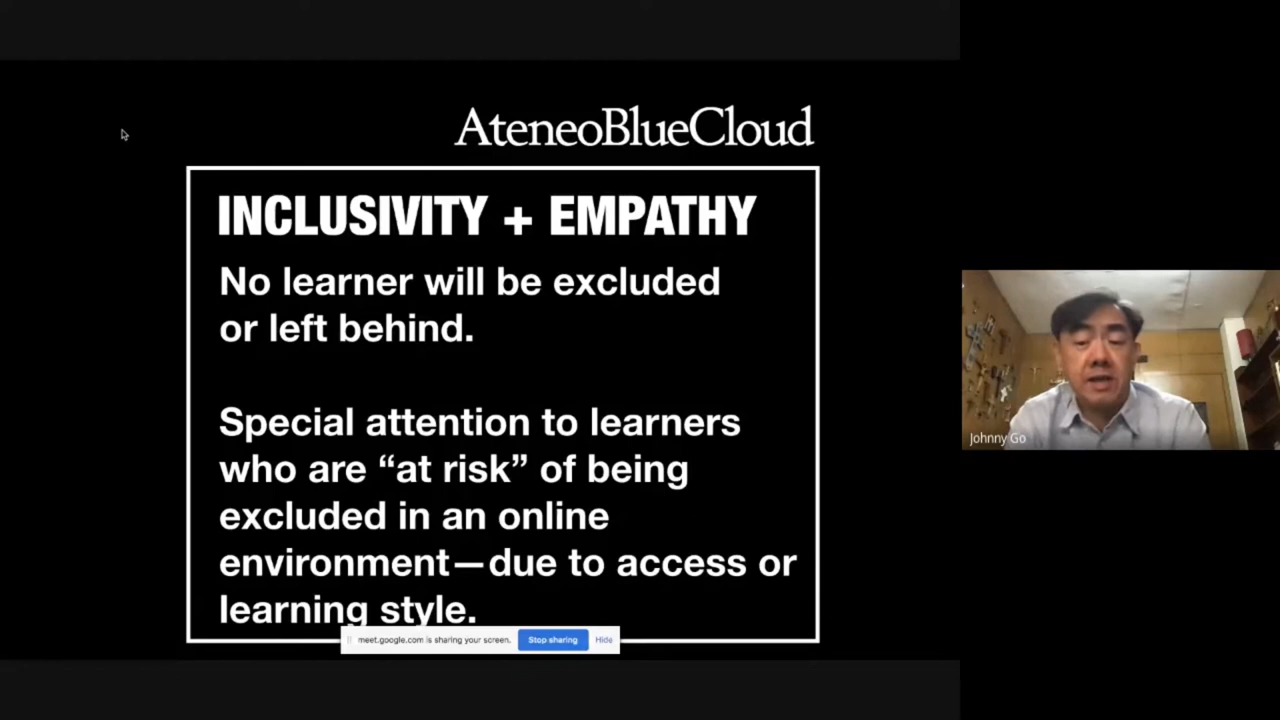 AteneoBlueCloud
INCLUSIVITY + EMPATHY
No learner will be excluded
or left behind.
Special attention to learners
who are “at risk” of being
excluded in an online
environment—due to access or
learning style.
meet.google.com is sharing your screen. Stop sharing Hide
Johnny Go